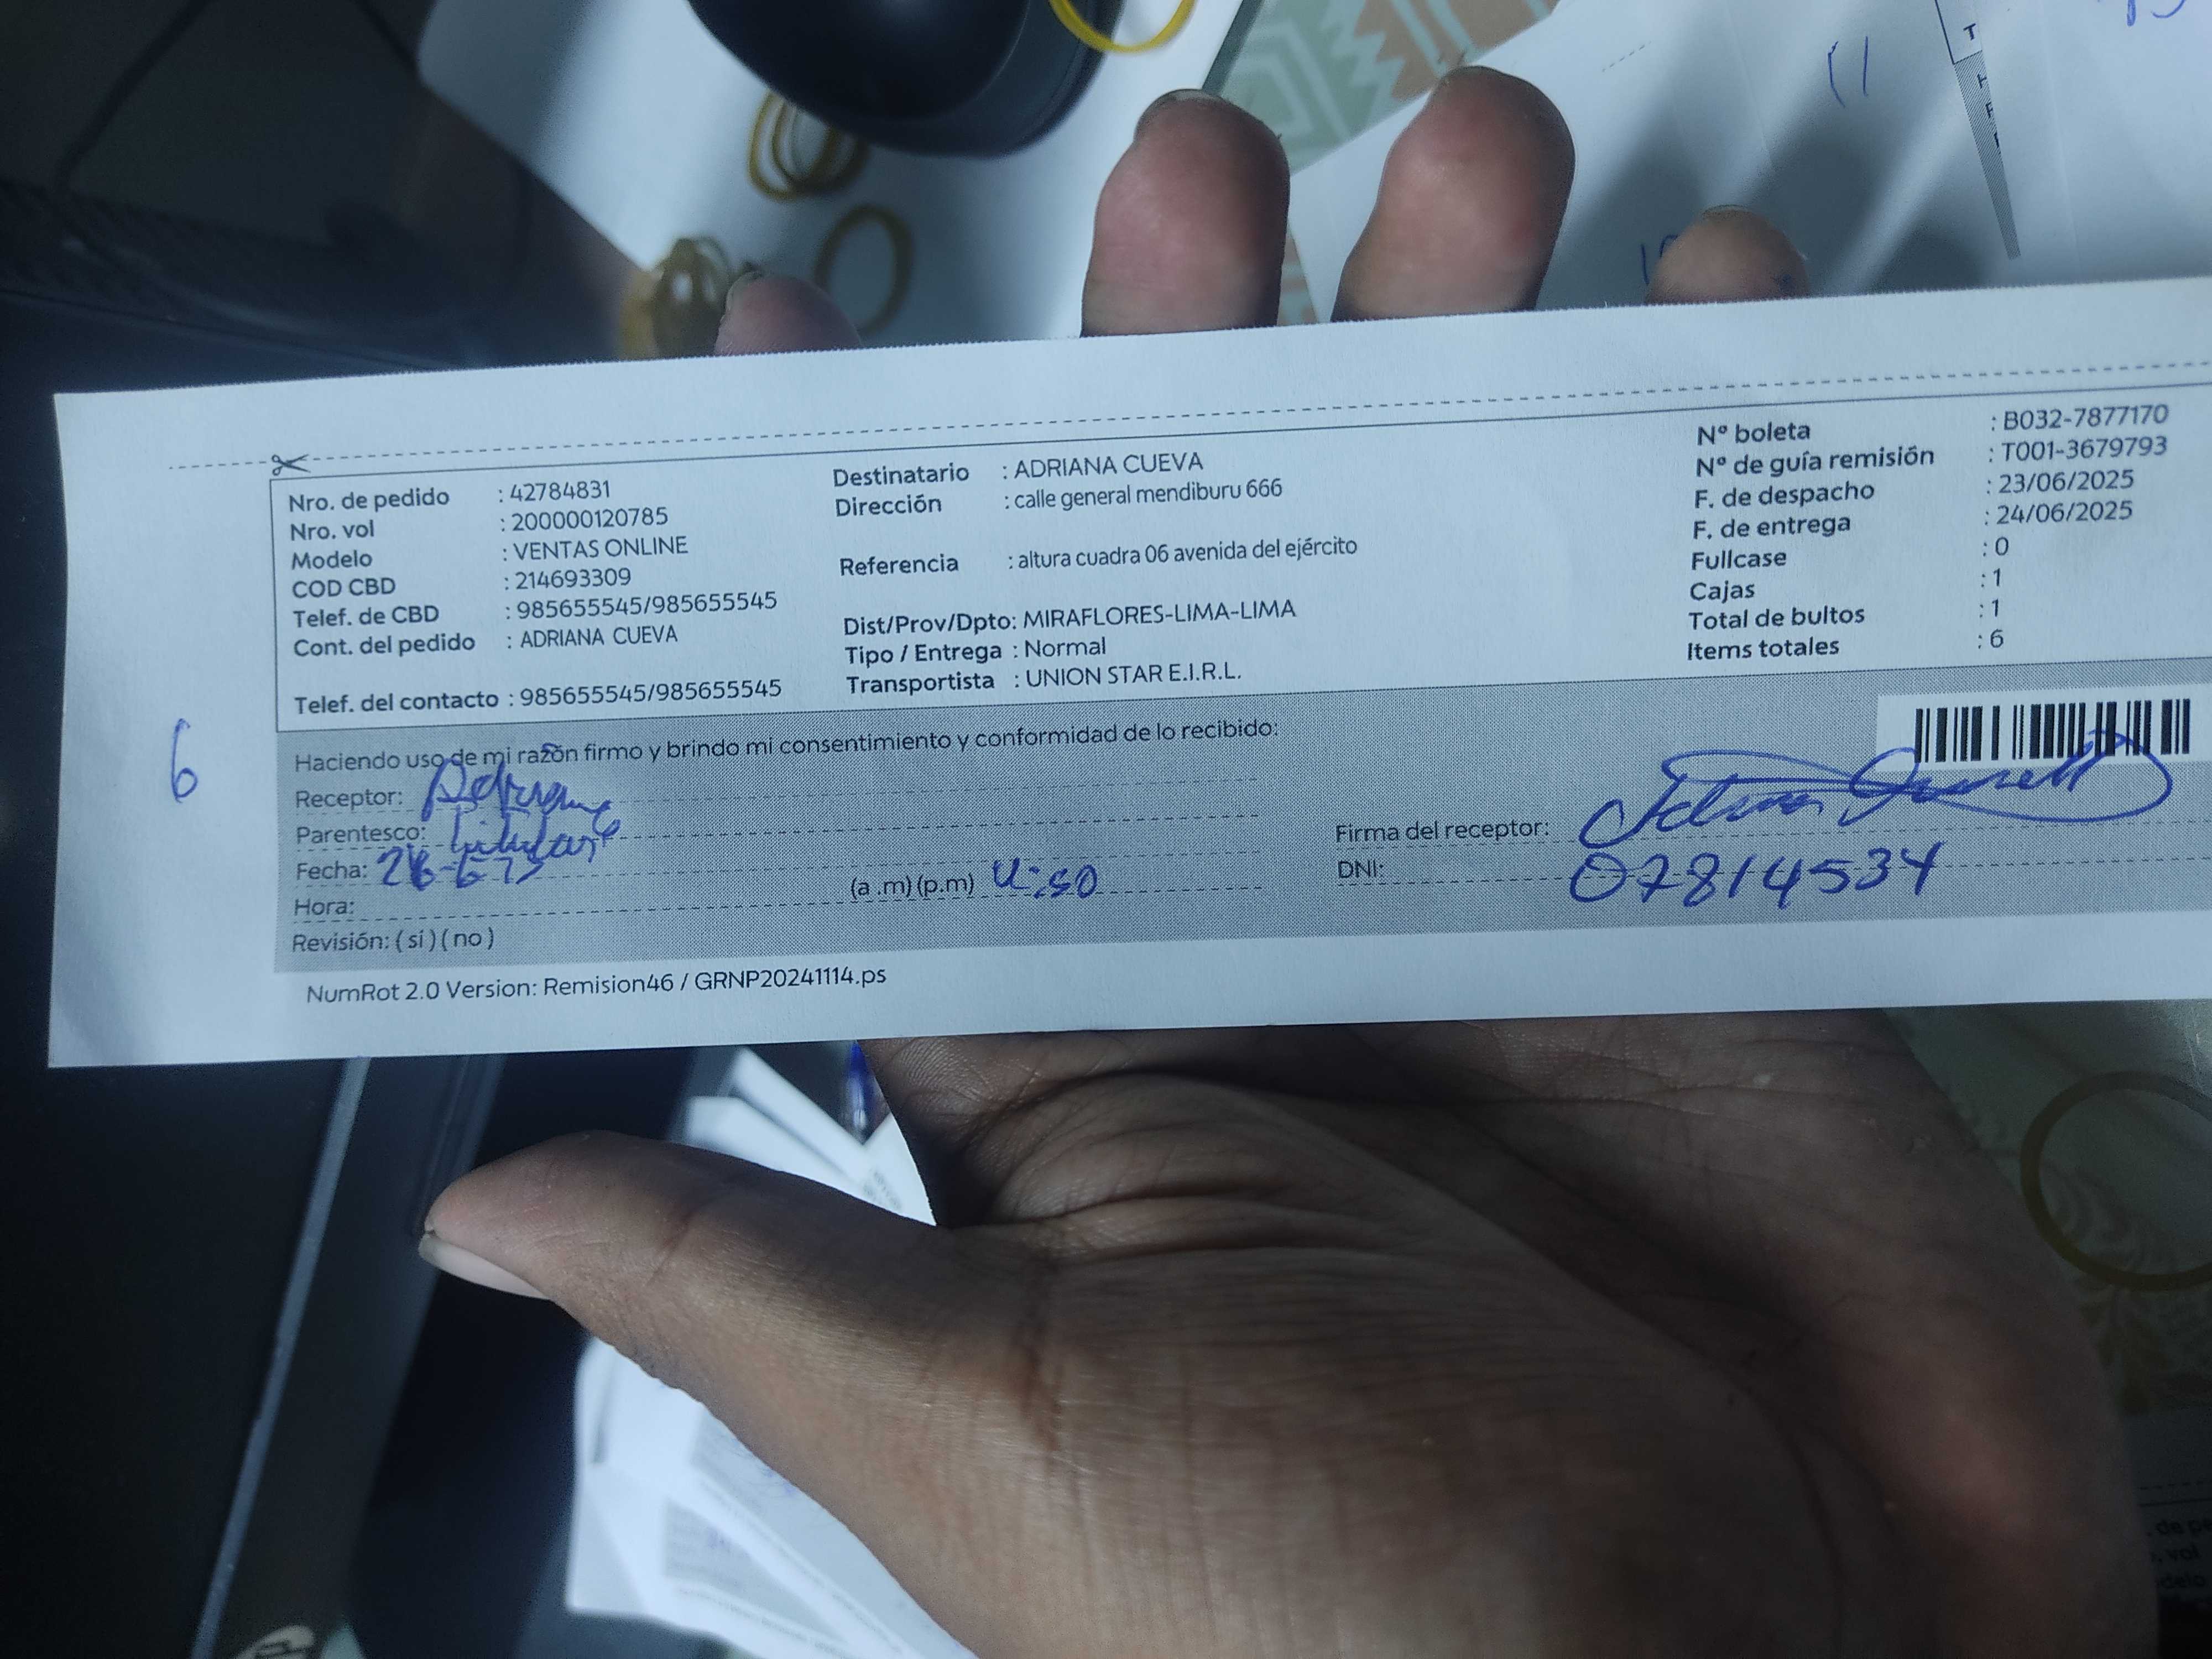 Nro. de pedido : 42784831
Nro. vol : 200000120785
Modelo : VENTAS ONLINE
COD CBD : 214693309
Telef. de CBD : 985655545/985655545
Cont. del pedido : ADRIANA CUEVA
Telef. del contacto : 985655545/985655545
Destinatario : ADRIANA CUEVA
Dirección : calle general mendiburu 666
Referencia : altura cuadra 06 avenida del ejército
Dist/Prov/Dpto: MIRAFLORES-LIMA-LIMA
Tipo / Entrega : Normal
Transportista : UNION STAR E.I.R.L.
Nº boleta : B032-7877170
Nº de guía remisión : T001-3679793
F. de despacho : 23/06/2025
F. de entrega : 24/06/2025
Fullcase : 0
Cajas : 1
Total de bultos : 1
Items totales : 6
6
Haciendo uso de mi razón firmo y brindo mi consentimiento y conformidad de lo recibido:
Receptor:
Parentesco:
Fecha:
Hora: (a .m) (p.m)
Revisión: ( sí ) ( no )
Firma del receptor:
DNI: 07814534
NumRot 2.0 Version: Remision46 / GRNP20241114.ps